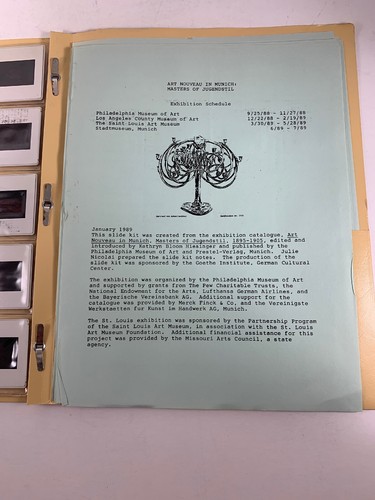 ART NOUVEAU IN MUNICH:
MASTERS OF JUGENDSTIL
Exhibition Schedule
Philadelphia Museum of Art 9/25/88 - 11/27/88
Los Angeles County Museum of Art 12/22/88 - 2/19/89
The Saint Louis Art Museum 3/30/89 - 5/28/89
Stadtmuseum, Munich 6/89 - 7/89
January 1989
This slide kit was created from the exhibition catalogue, Art
Nouveau in Munich, Masters of Jugendstil, 1895-1905, edited and
introduced by Kathryn Bloom Hiesinger and published by the
Philadelphia Museum of Art and Prestel-Verlag, Munich. Julie
Nicolai prepared the slide kit notes. The production of the
slide kit was sponsored by the Goethe Institute, German Cultural
Center.
The exhibition was organized by the Philadelphia Museum of Art
and supported by grants from The Pew Charitable Trusts, the
National Endowment for the Arts, Lufthansa German Airlines, and
the Bayerische Vereinsbank AG. Additional support for the
catalogue was provided by Merck Finck & Co, and the Vereinigte
Werkstaetten fur Kunst im Handwerk AG, Munich.
The St. Louis exhibition was sponsored by the Partnership Program
of the Saint Louis Art Museum, in association with the St. Louis
Art Museum Foundation. Additional financial assistance for this
project was provided by the Missouri Arts Council, a state
agency.